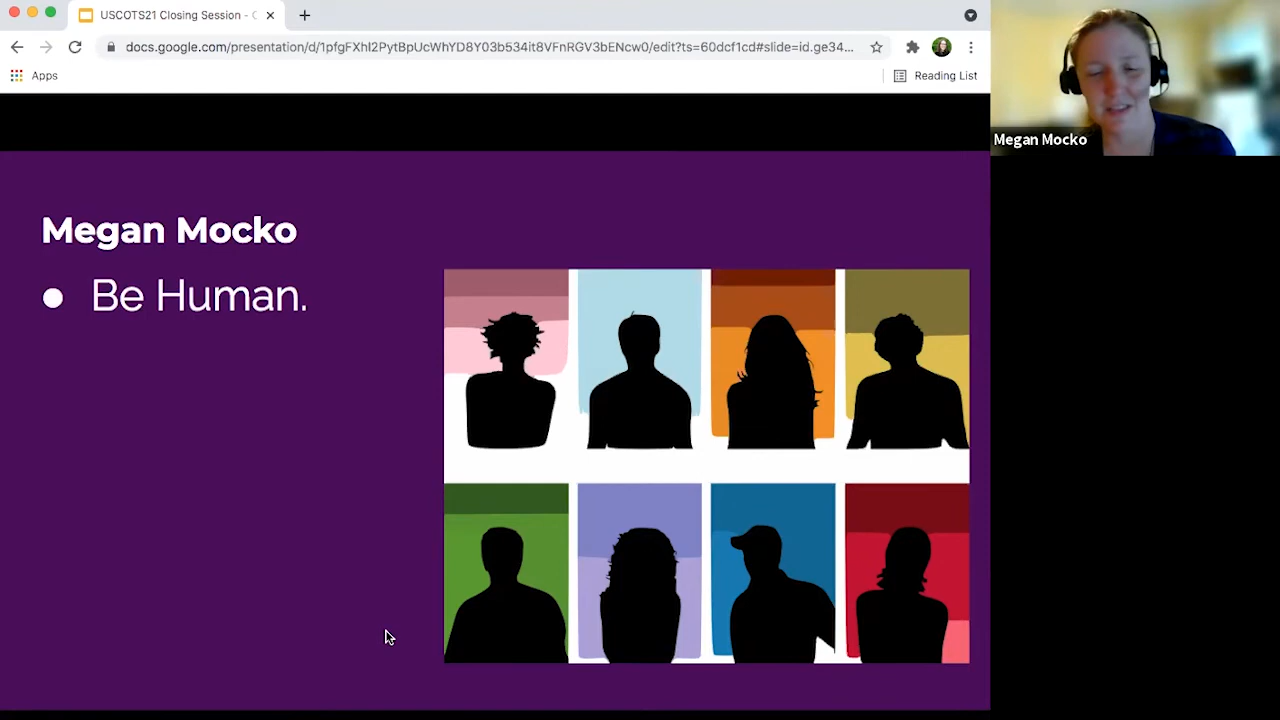 USCOTS21 Closing Session -
docs.google.com/presentation/d/1pfgFXhI2PytBpUcWhYD8Y03b534it8VFnRGV3bENcw0/edit?ts=60dcf1cd#slide=id.ge34...
Apps
Reading List
Megan Mocko
Megan Mocko
● Be Human.